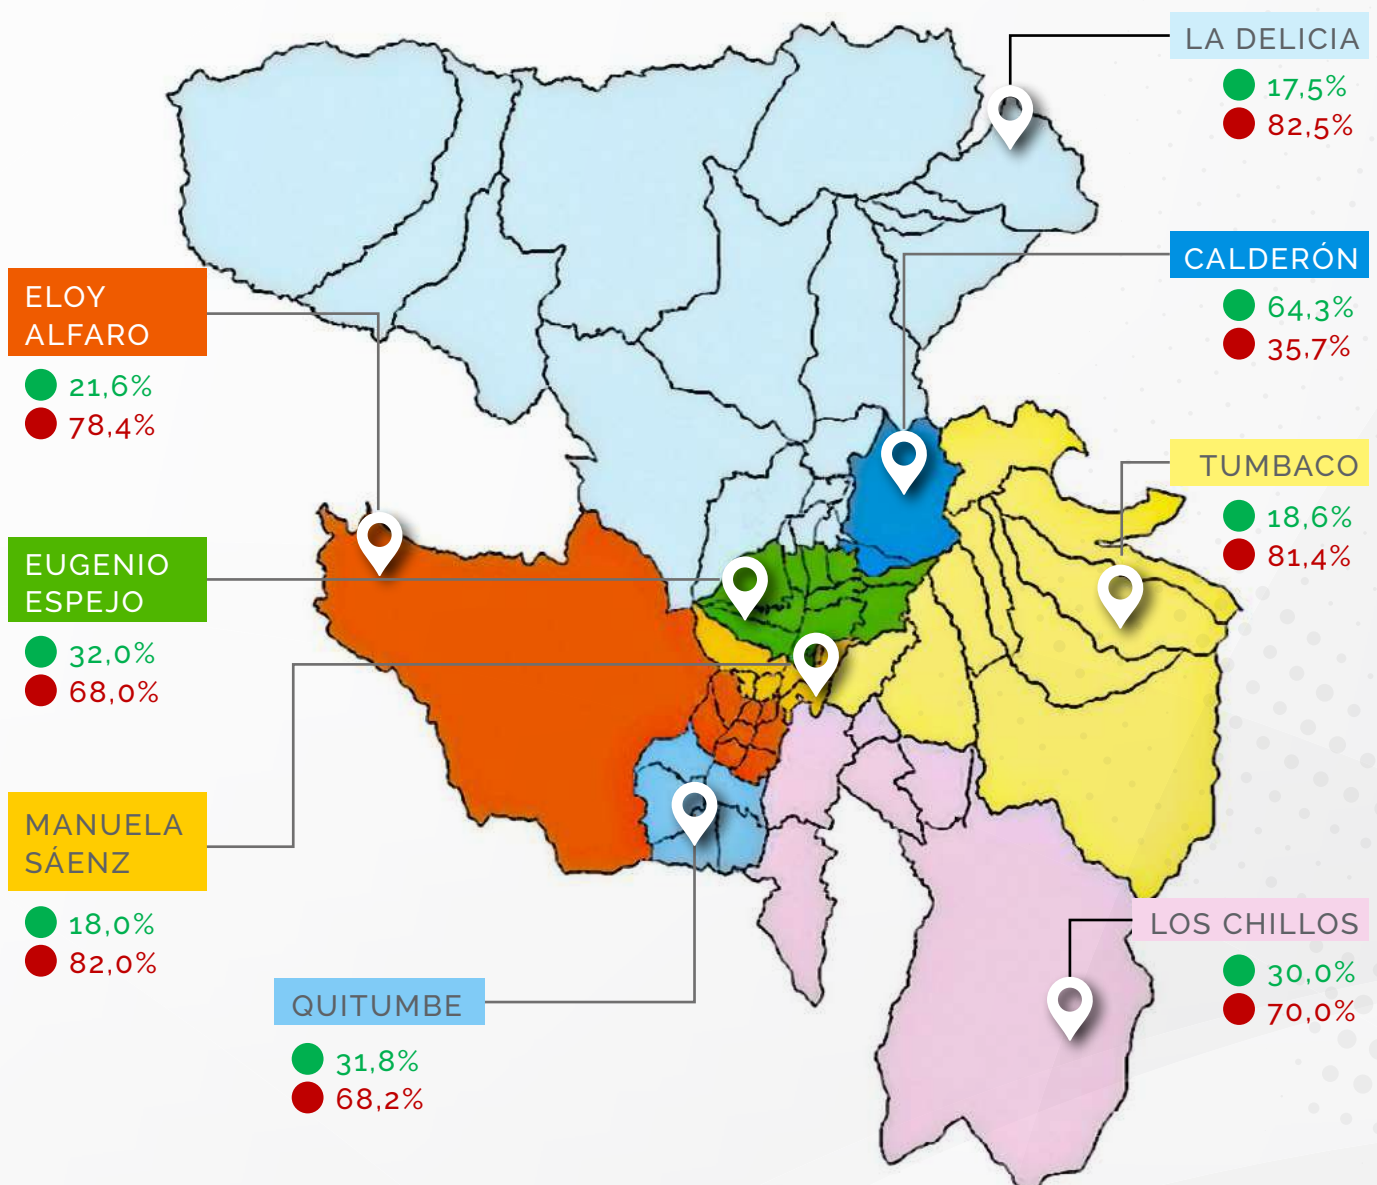 LA DELICIA
17,5%
82,5%
CALDERÓN
64,3%
35,7%
ELOY
ALFARO
21,6%
78,4%
TUMBACO
18,6%
81,4%
EUGENIO
ESPEJO
32,0%
68,0%
MANUELA
SÁENZ
18,0%
82,0%
LOS CHILLOS
30,0%
70,0%
QUITUMBE
31,8%
68,2%